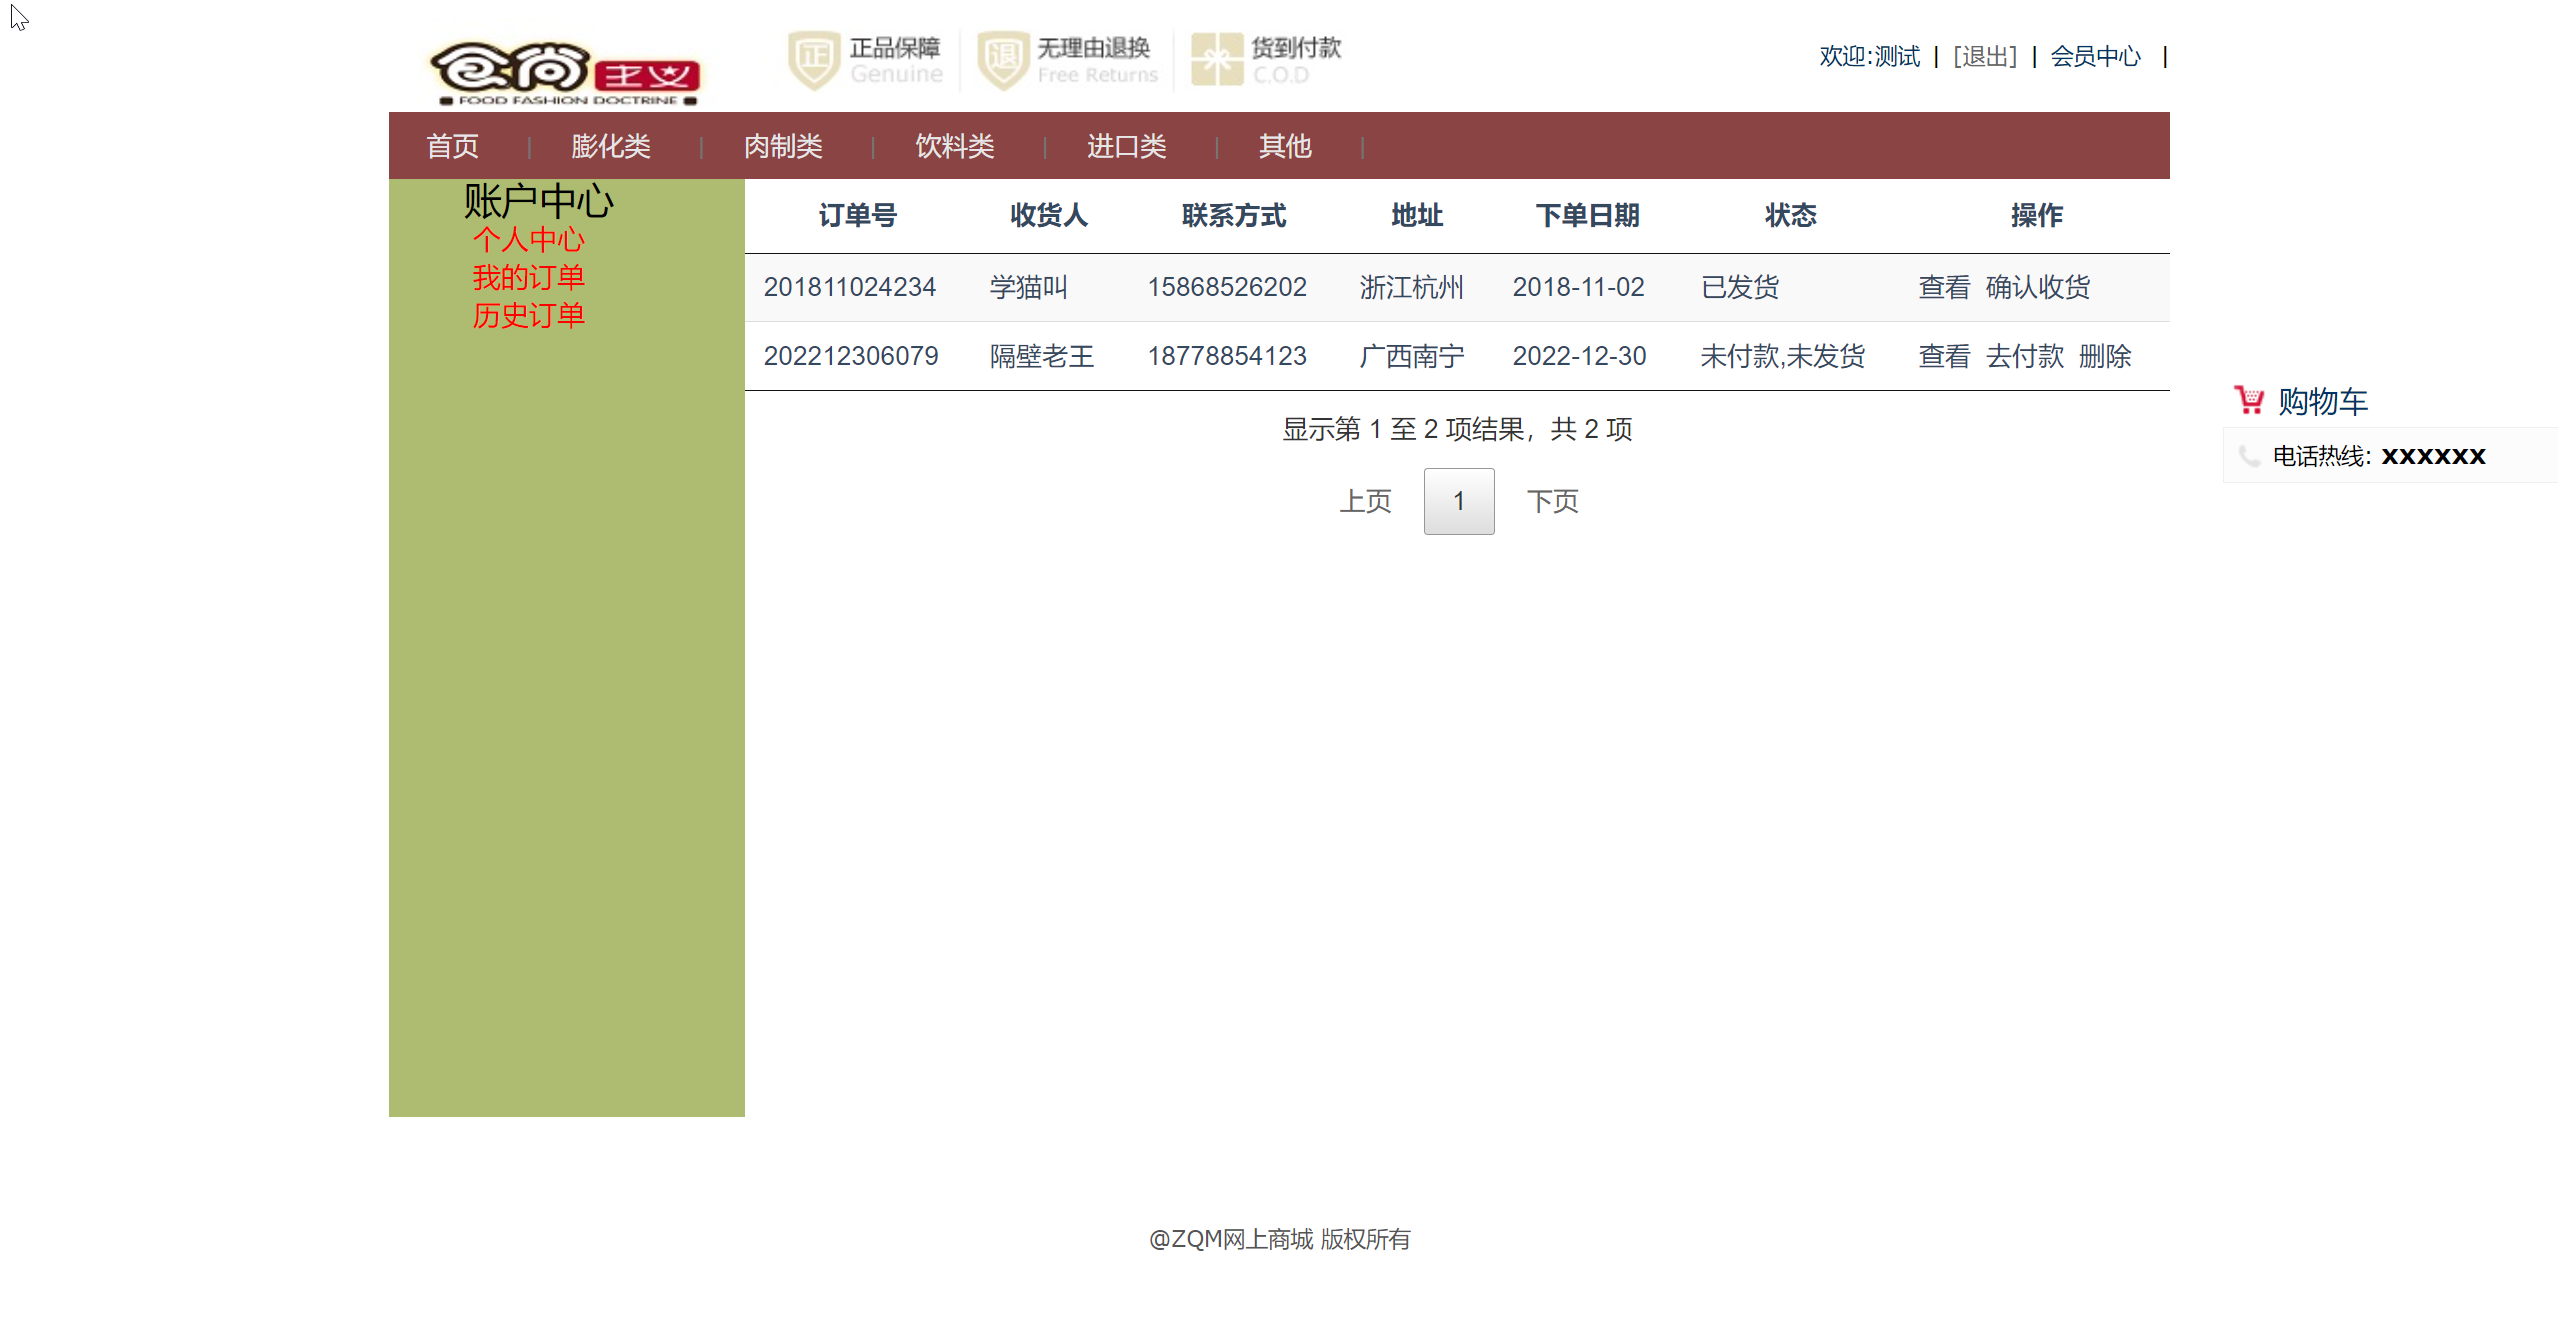 食尚主义
FOOD FASHION DOCTRINE
正 正品保障 Genuine
退 无理由退换 Free Returns
货到付款 C.O.D
欢迎:测试 | [退出] | 会员中心 |
首页 | 膨化类 | 肉制类 | 饮料类 | 进口类 | 其他 |
账户中心
个人中心
我的订单
历史订单
订单号 收货人 联系方式 地址 下单日期 状态 操作
201811024234 学猫叫 15868526202 浙江杭州 2018-11-02 已发货 查看 确认收货
202212306079 隔壁老王 18778854123 广西南宁 2022-12-30 未付款,未发货 查看 去付款 删除
显示第 1 至 2 项结果，共 2 项
上页 1 下页
购物车
电话热线: xxxxxx
@ZQM网上商城 版权所有